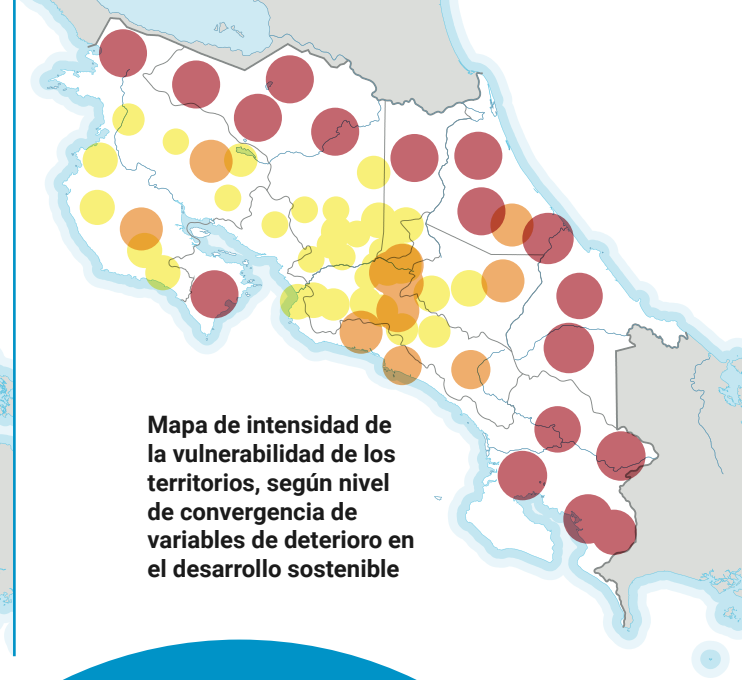 Mapa de intensidad de
la vulnerabilidad de los
territorios, según nivel
de convergencia de
variables de deterioro en
el desarrollo sostenible